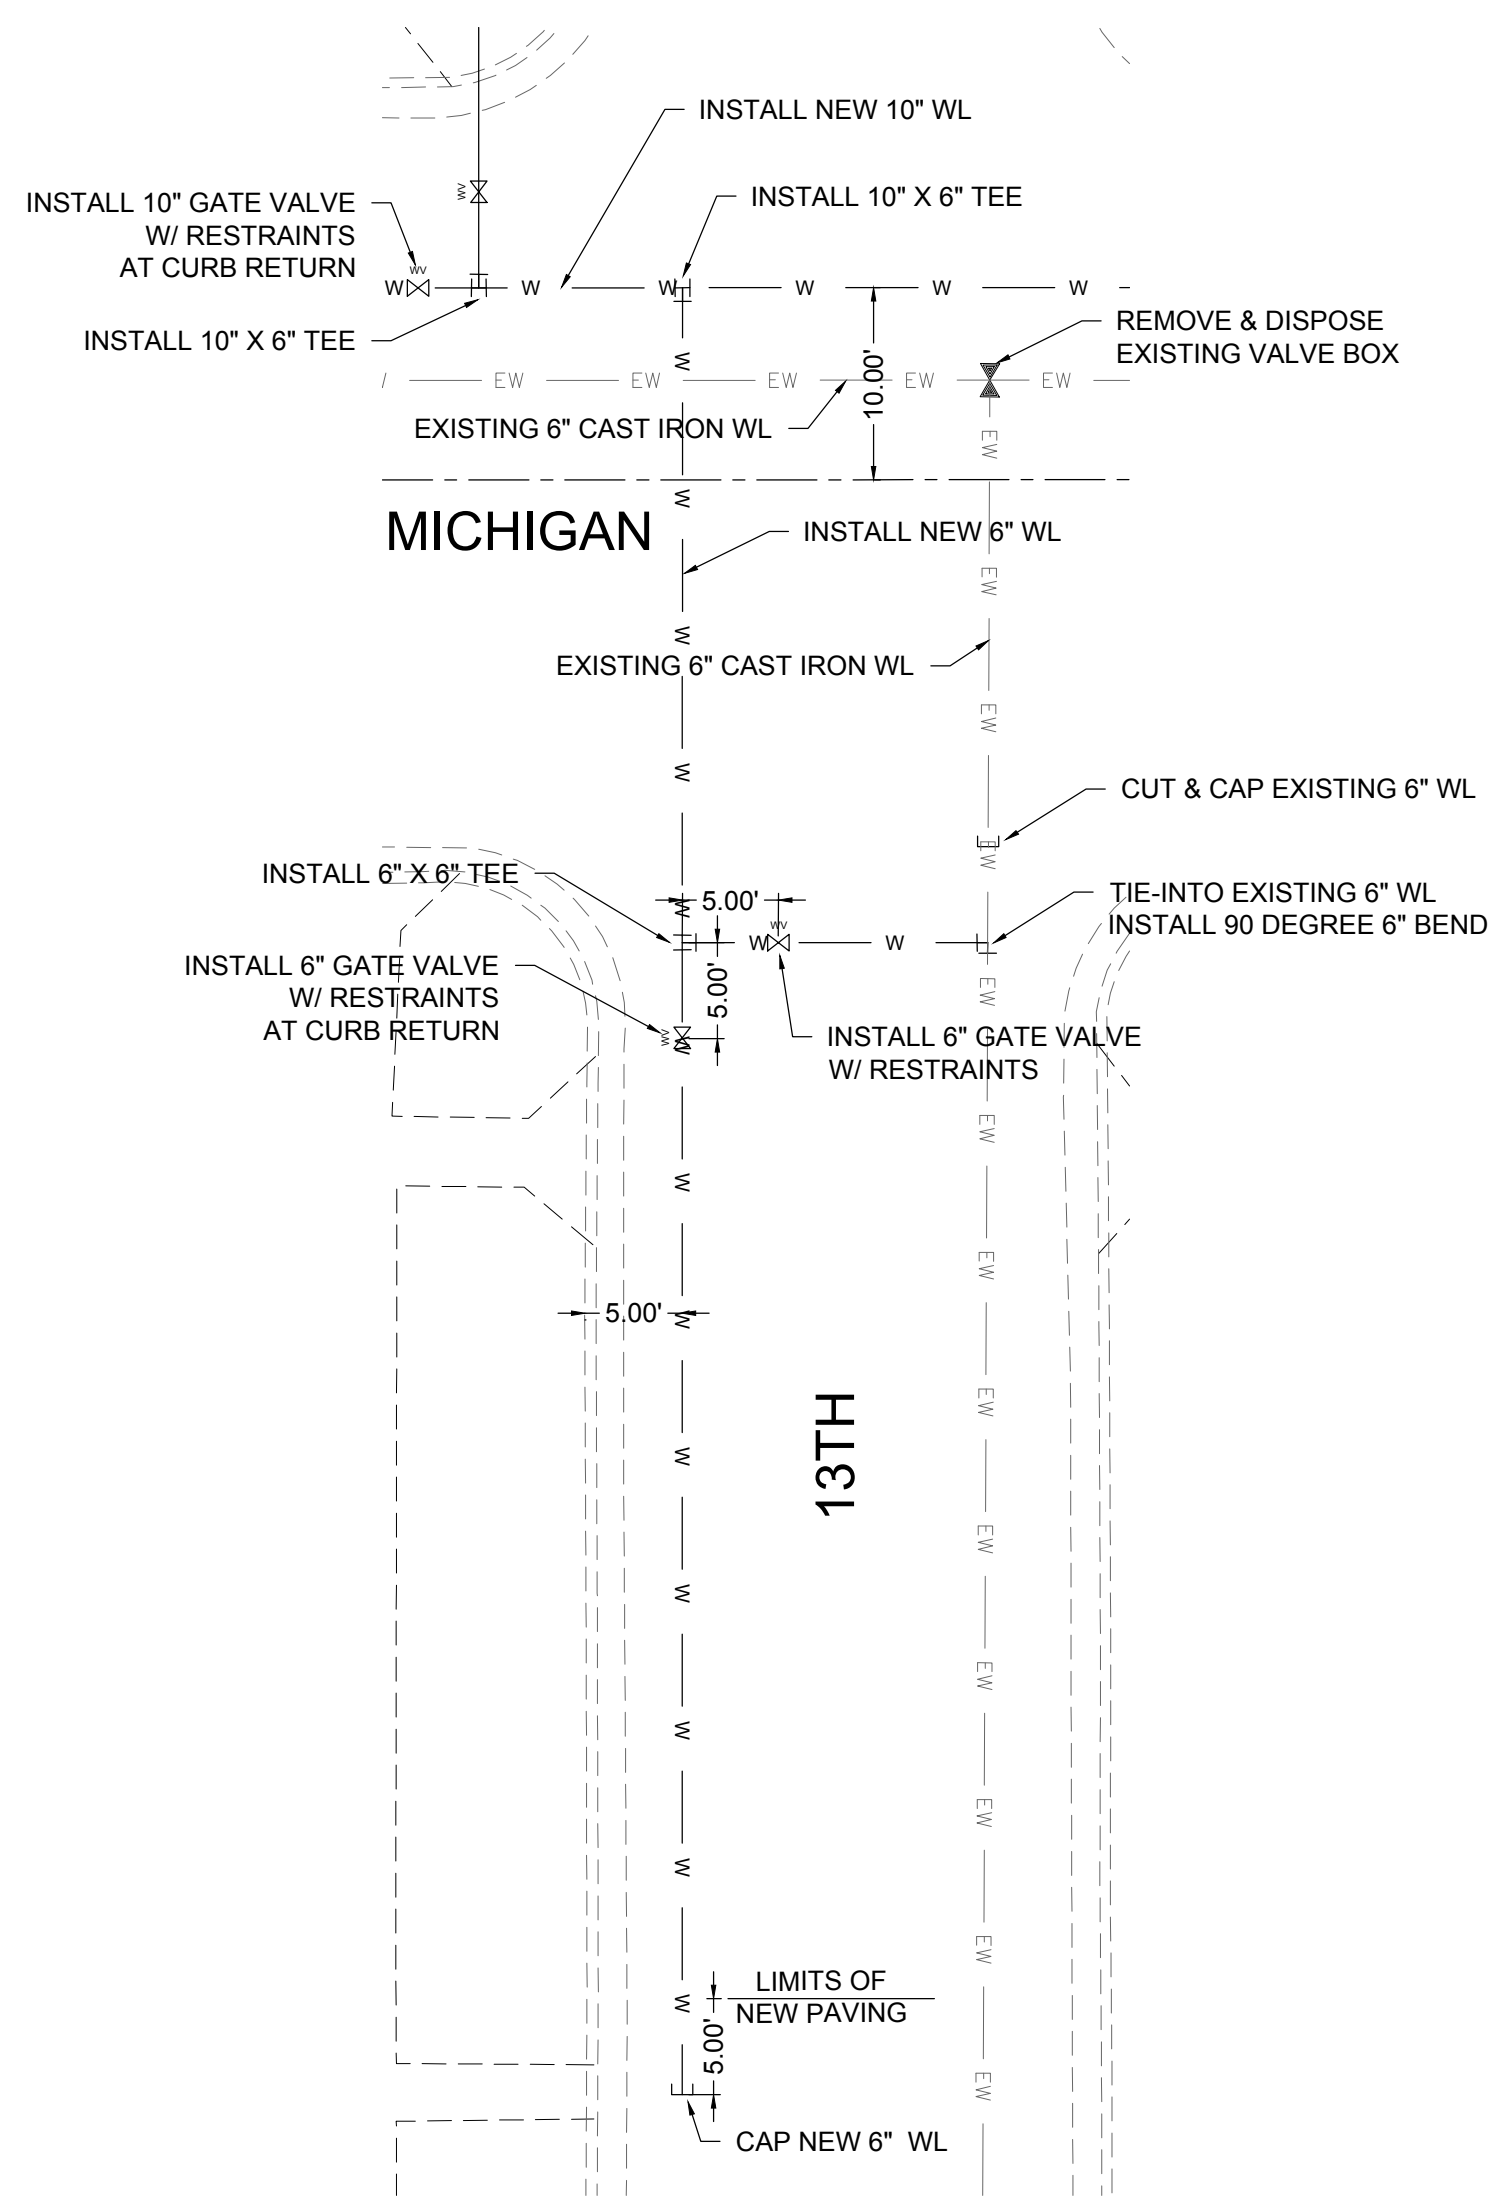 INSTALL NEW 10" WL
INSTALL 10" GATE VALVE
W/ RESTRAINTS
AT CURB RETURN
INSTALL 10" X 6" TEE
WV
WV
W W W W W W
INSTALL 10" X 6" TEE
REMOVE & DISPOSE
EXISTING VALVE BOX
W
EW EW EW EW EW
10.00'
EXISTING 6" CAST IRON WL
EW
W
MICHIGAN
INSTALL NEW 6" WL
EW
W
EXISTING 6" CAST IRON WL
EW
W
CUT & CAP EXISTING 6" WL
EW
INSTALL 6" X 6" TEE
W
5.00'
TIE-INTO EXISTING 6" WL
INSTALL 90 DEGREE 6" BEND
WV
W W
INSTALL 6" GATE VALVE
W/ RESTRAINTS
AT CURB RETURN
5.00'
EW
WV
W
INSTALL 6" GATE VALVE
W/ RESTRAINTS
EW
W
EW
5.00'
W
EW
13TH
W
EW
W
EW
W
EW
W
EW
LIMITS OF
NEW PAVING
W
5.00'
EW
CAP NEW 6" WL